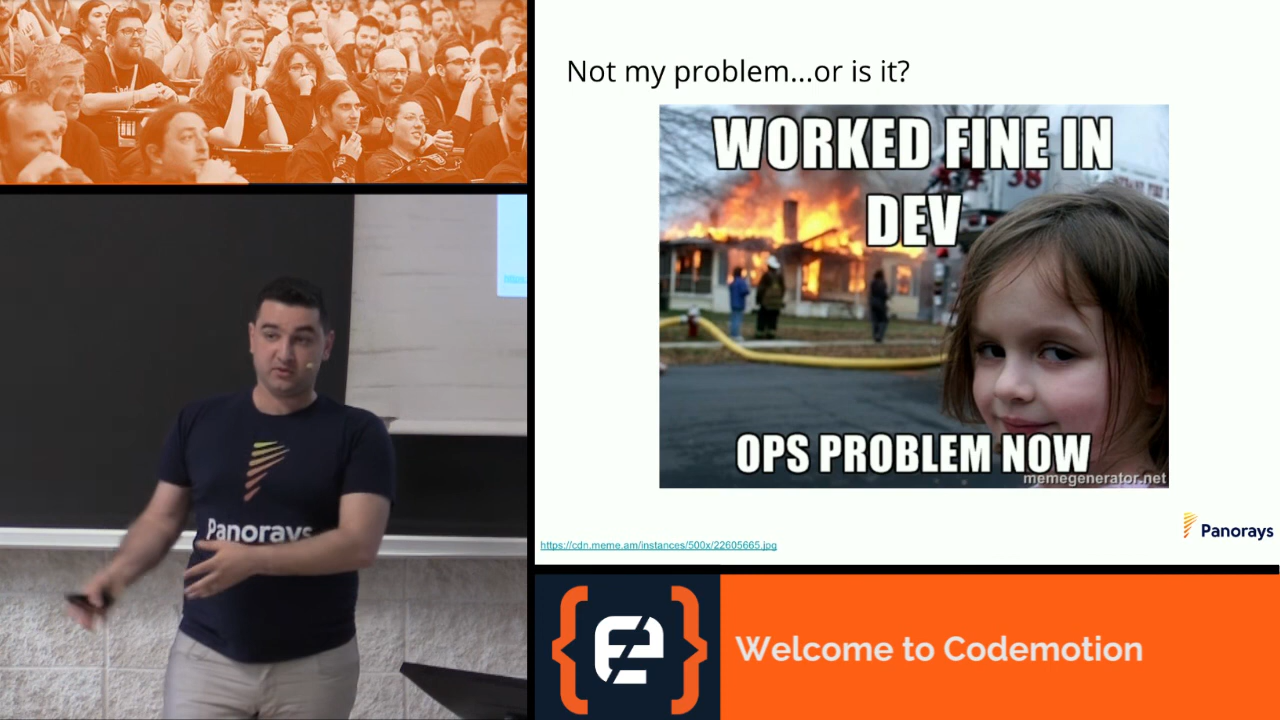 Not my problem...or is it?
WORKED FINE IN
38
DEV
OPS PROBLEM NOW
memegenerator.net
Panorays
Panorays
https://cdn.meme.am/instances/500x/22605665.jpg
Welcome to Codemotion